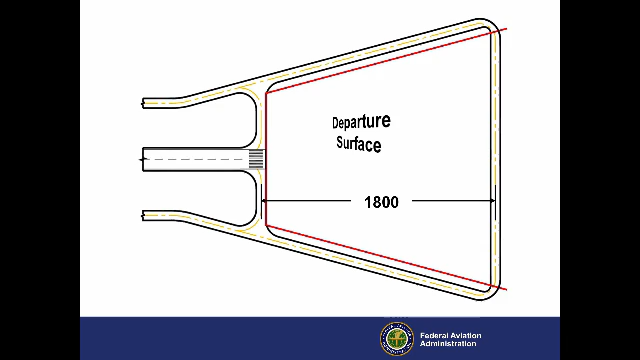 Departure
Surface
1800
Federal Aviation
Administration